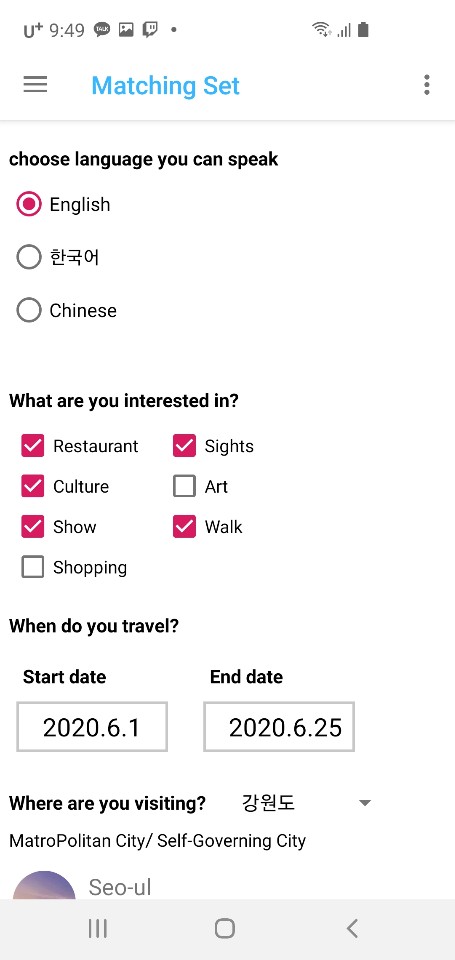 U+ 9:49 TALK
Matching Set
choose language you can speak
English
한국어
Chinese
What are you interested in?
Restaurant Sights
Culture Art
Show Walk
Shopping
When do you travel?
Start date End date
2020.6.1 2020.6.25
Where are you visiting? 강원도
MatroPolitan City/ Self-Governing City
Seo-ul